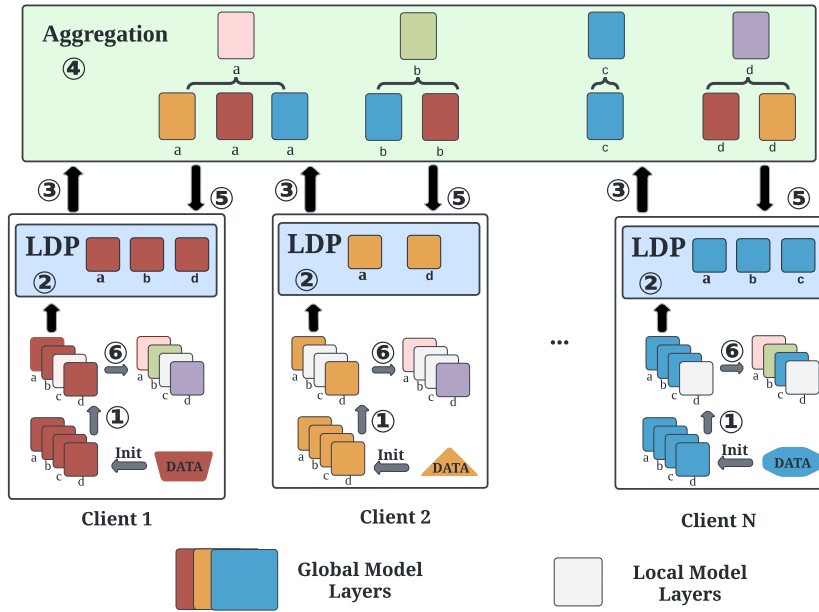 Aggregation
④
a
b
c
d
a
a
a
b
b
c
d
d
③
⑤
③
⑤
③
⑤
LDP
②
a
b
d
LDP
②
a
d
LDP
②
a
b
c
...
a
b
c
d
⑥
a
b
c
d
①
a
b
c
d
Init
DATA
a
b
c
d
⑥
a
b
c
d
①
a
b
c
d
Init
DATA
a
b
c
d
⑥
a
b
c
d
①
a
b
c
d
Init
DATA
Client 1
Client 2
Client N
Global Model
Layers
Local Model
Layers